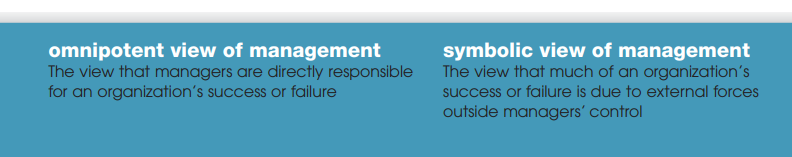 omnipotent view of management
The view that managers are directly responsible
for an organization's success or failure
symbolic view of management
The view that much of an organization's
success or failure is due to external forces
outside managers' control